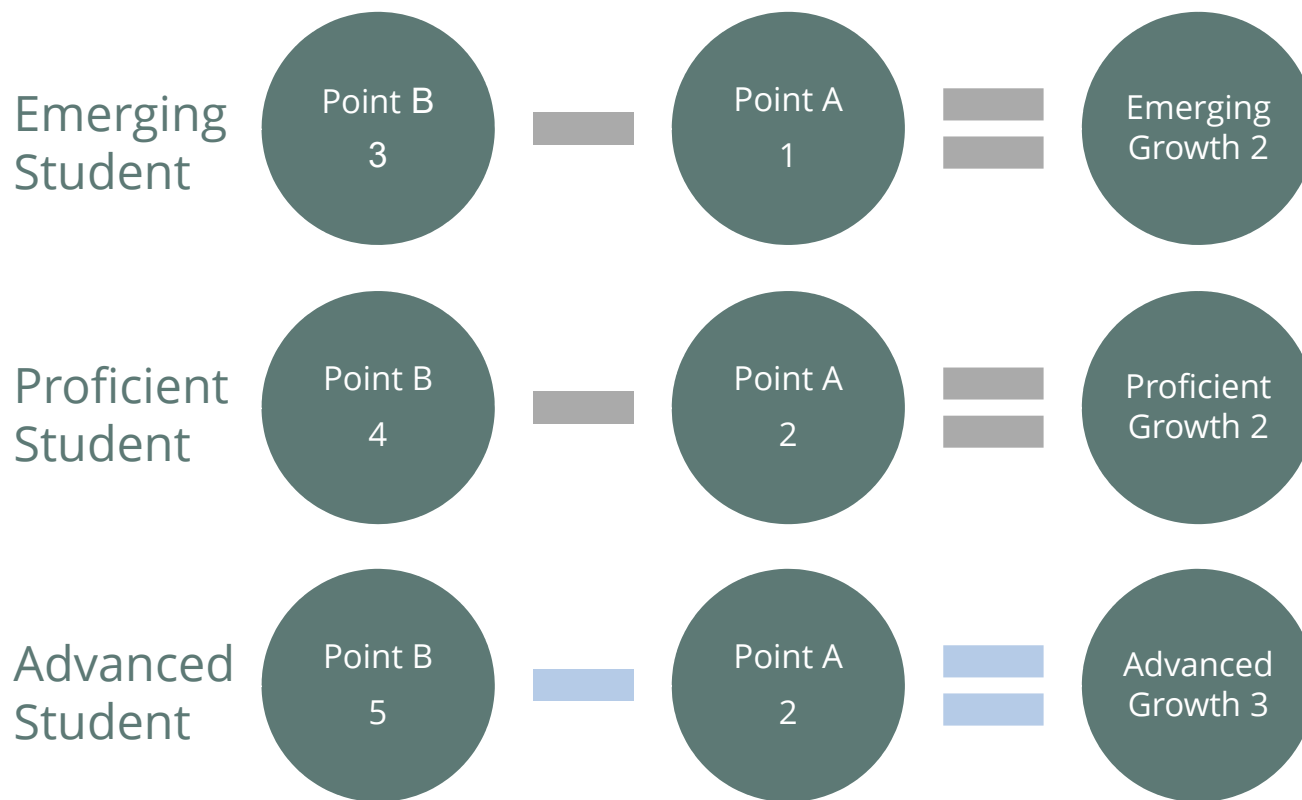 Emerging
Student
Point B
3
Point A
1
Emerging
Growth 2
Proficient
Student
Point B
4
Point A
2
Proficient
Growth 2
Advanced
Student
Point B
5
Point A
2
Advanced
Growth 3